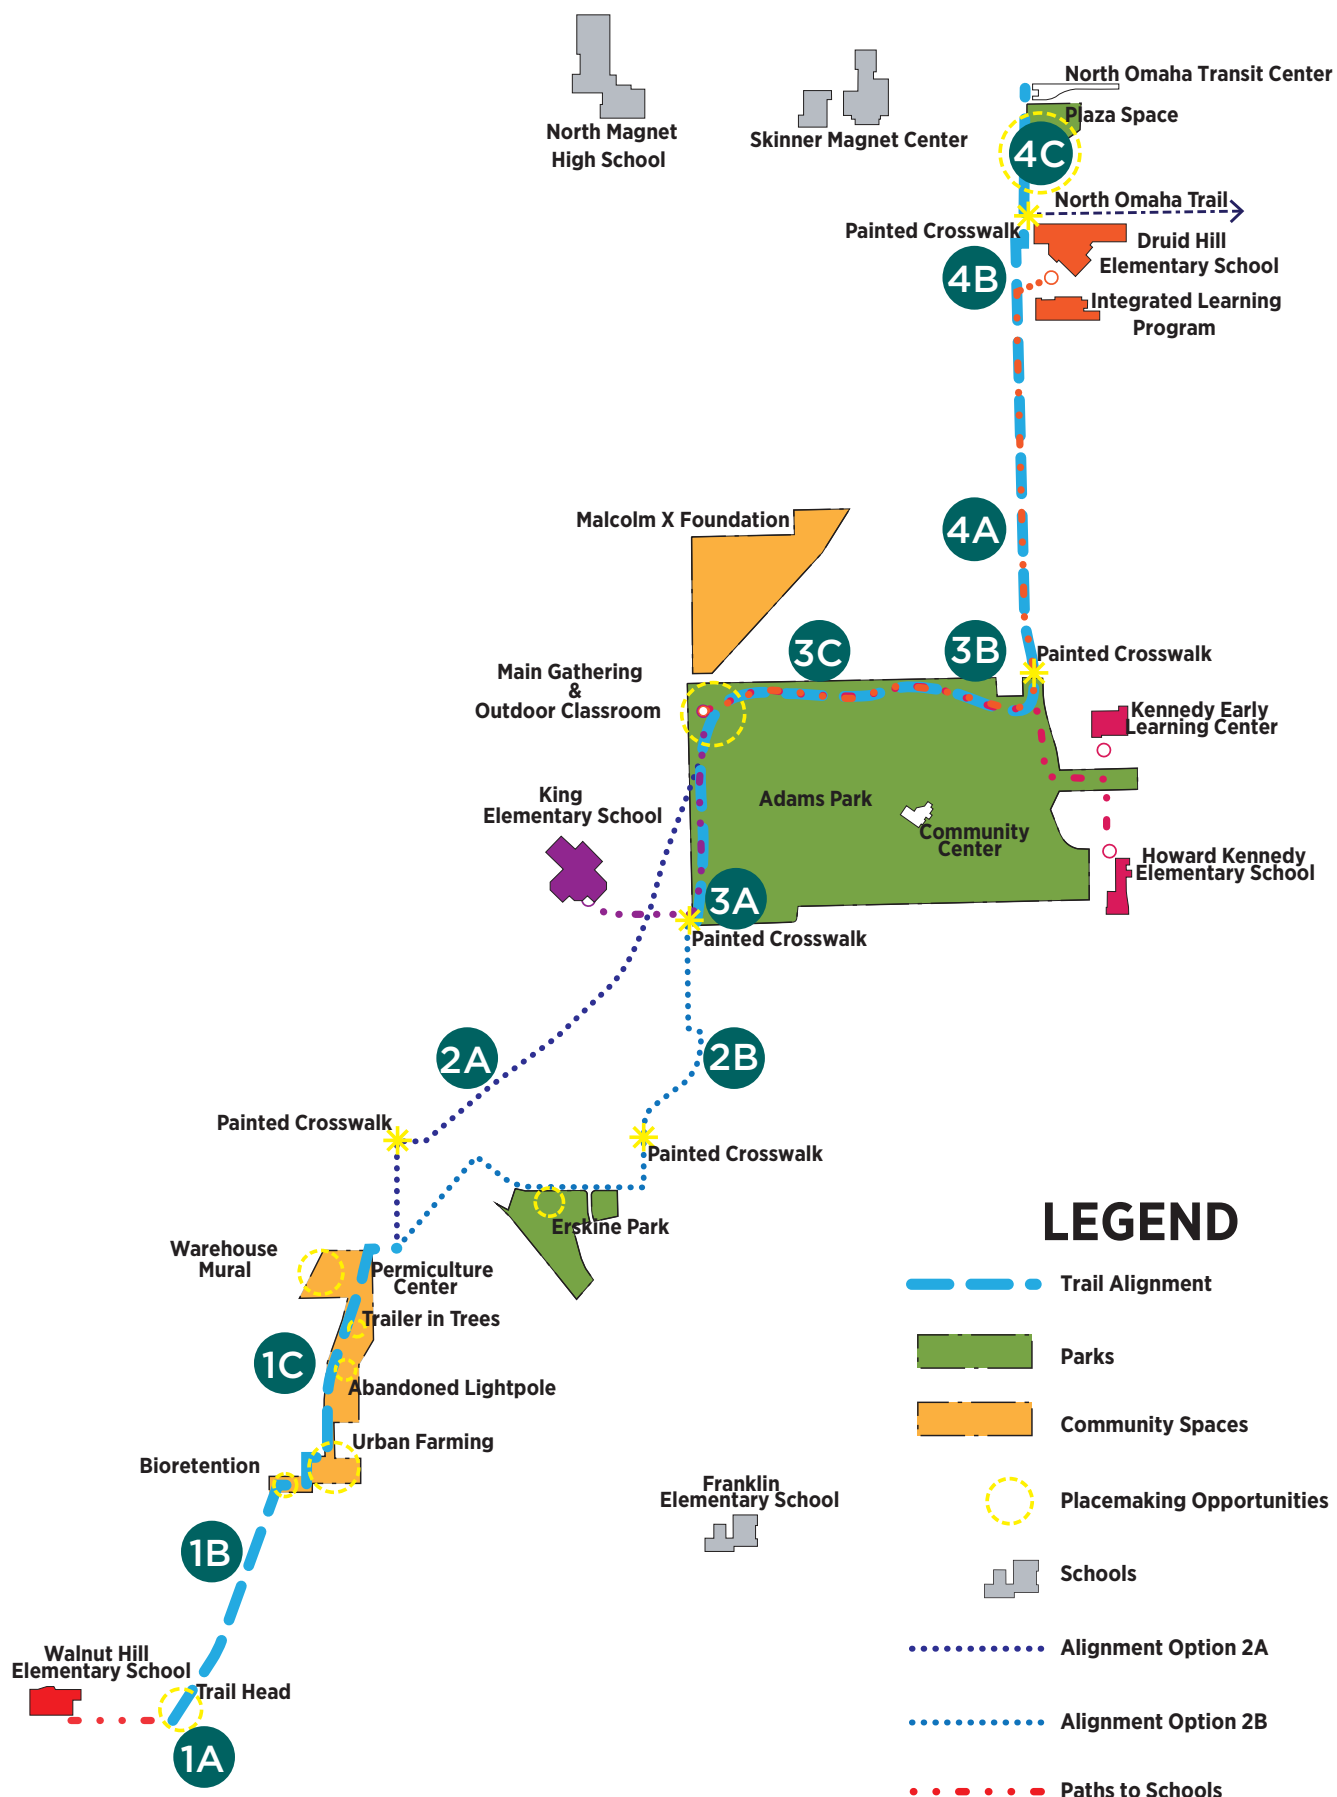 North Omaha Transit Center
Plaza Space
North Magnet
High School
Skinner Magnet Center
4C
North Omaha Trail
Painted Crosswalk
Druid Hill
Elementary School
4B
Integrated Learning
Program
Malcolm X Foundation
4A
3C
3B
Painted Crosswalk
Main Gathering
&
Outdoor Classroom
Kennedy Early
Learning Center
King
Elementary School
Adams Park
Community
Center
Howard Kennedy
Elementary School
3A
Painted Crosswalk
2A
2B
Painted Crosswalk
Painted Crosswalk
Erskine Park
Warehouse
Mural
Permiculture
Center
Trailer in Trees
1C
Abandoned Lightpole
Urban Farming
Bioretention
Franklin
Elementary School
1B
Walnut Hill
Elementary School
Trail Head
1A
LEGEND
Trail Alignment
Parks
Community Spaces
Placemaking Opportunities
Schools
Alignment Option 2A
Alignment Option 2B
Paths to Schools